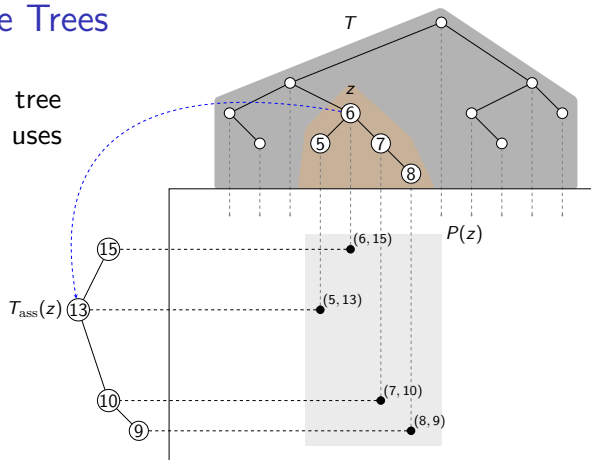 e Trees
T
tree
z
uses
6
5
7
8
P(z)
(6, 15)
15
(5, 13)
T_ass(z)
13
(7, 10)
10
(8, 9)
9